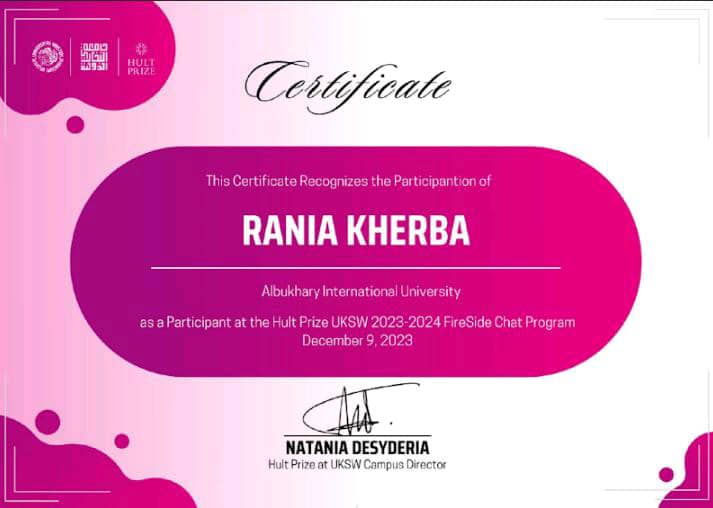 HULT
PRIZE
Certificate
This Certificate Recognizes the Participantion of
RANIA KHERBA
Albukhary International University
as a Participant at the Hult Prize UKSW 2023-2024 FireSide Chat Program
December 9, 2023
NATANIA DESYDERIA
Hult Prize at UKSW Campus Director